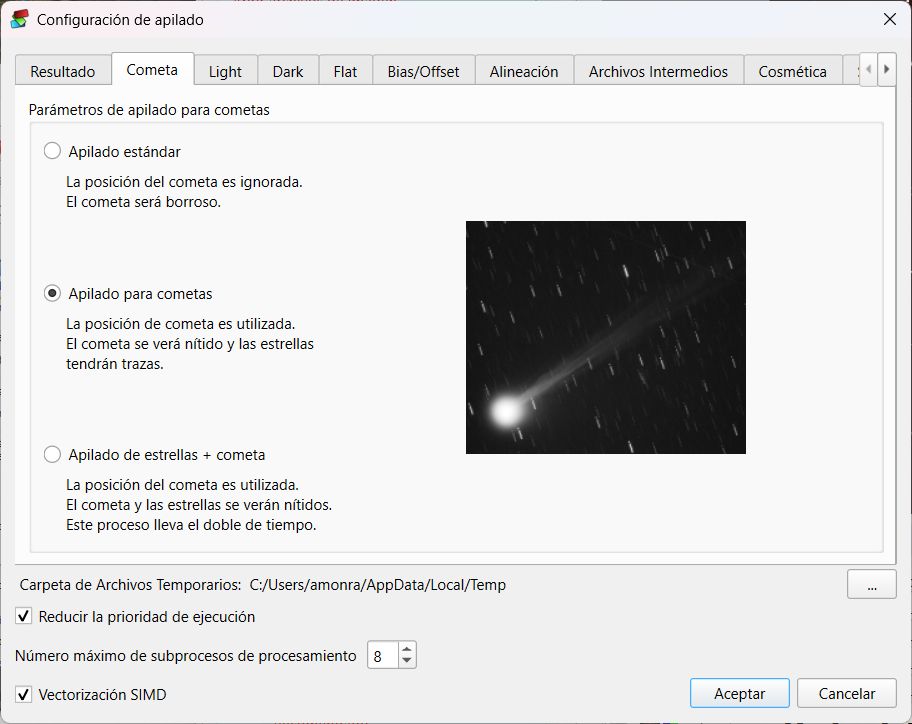 Configuración de apilado
Resultado Cometa Light Dark Flat Bias/Offset Alineación Archivos Intermedios Cosmética
Parámetros de apilado para cometas
Apilado estándar
La posición del cometa es ignorada.
El cometa será borroso.
Apilado para cometas
La posición de cometa es utilizada.
El cometa se verá nítido y las estrellas
tendrán trazas.
Apilado de estrellas + cometa
La posición del cometa es utilizada.
El cometa y las estrellas se verán nítidos.
Este proceso lleva el doble de tiempo.
Carpeta de Archivos Temporarios: C:/Users/amonra/AppData/Local/Temp
...
Reducir la prioridad de ejecución
Número máximo de subprocesos de procesamiento 8
Vectorización SIMD
Aceptar Cancelar